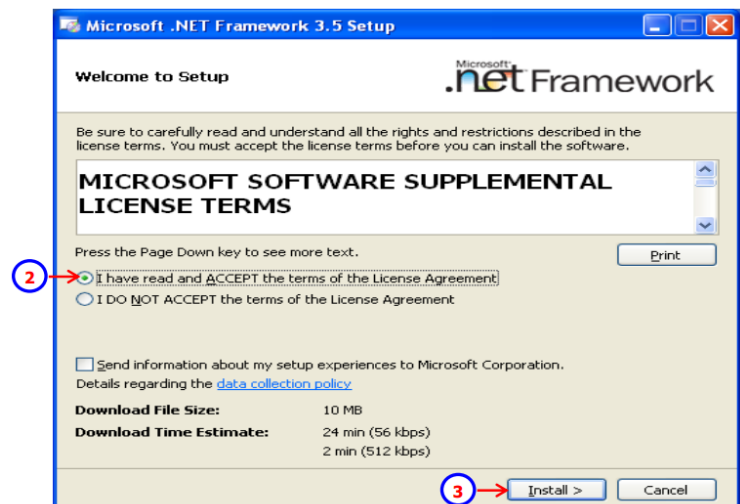 Microsoft .NET Framework 3.5 Setup
Welcome to Setup
Microsoft
.net Framework
Be sure to carefully read and understand all the rights and restrictions described in the
license terms. You must accept the license terms before you can install the software.
MICROSOFT SOFTWARE SUPPLEMENTAL
LICENSE TERMS
Press the Page Down key to see more text.
Print
2
I have read and ACCEPT the terms of the License Agreement
I DO NOT ACCEPT the terms of the License Agreement
Send information about my setup experiences to Microsoft Corporation.
Details regarding the data collection policy
Download File Size: 10 MB
Download Time Estimate: 24 min (56 kbps)
2 min (512 kbps)
3
Install >
Cancel